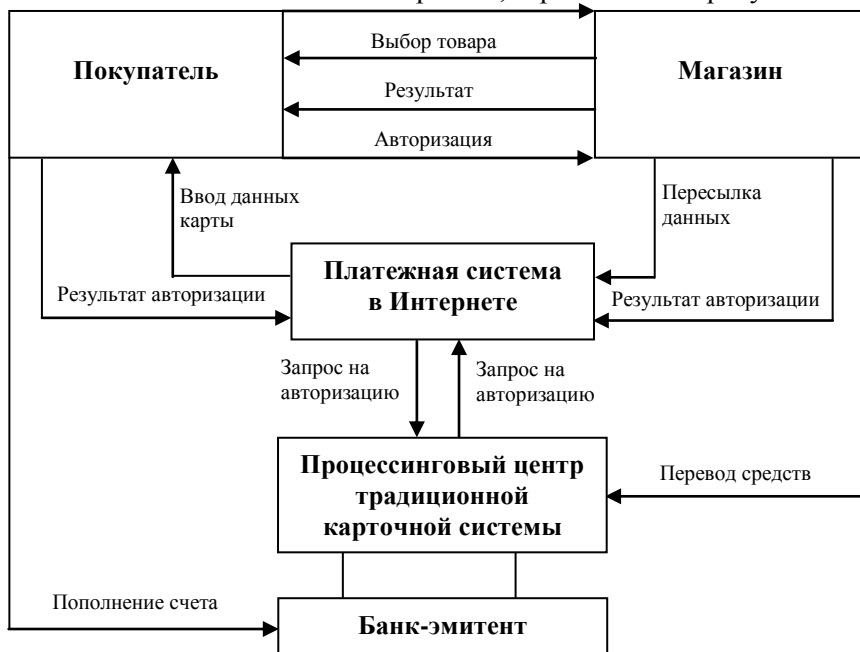 Выбор товара
Покупатель
Магазин
Результат
Авторизация
Ввод данных
карты
Пересылка
данных
Платежная система
в Интернете
Результат авторизации
Результат авторизации
Запрос на
авторизацию
Запрос на
авторизацию
Процессинговый центр
традиционной
карточной системы
Перевод средств
Пополнение счета
Банк-эмитент